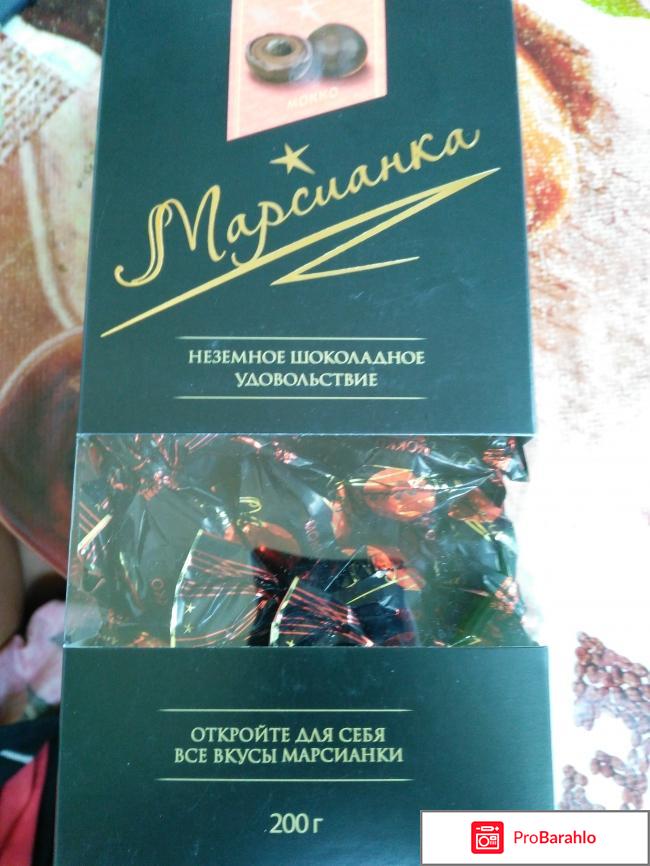 МОККО
Марсианка
НЕЗЕМНОЕ ШОКОЛАДНОЕ
УДОВОЛЬСТВИЕ
ОТКРОЙТЕ ДЛЯ СЕБЯ
ВСЕ ВКУСЫ МАРСИАНКИ
200 г
ProBarahlo